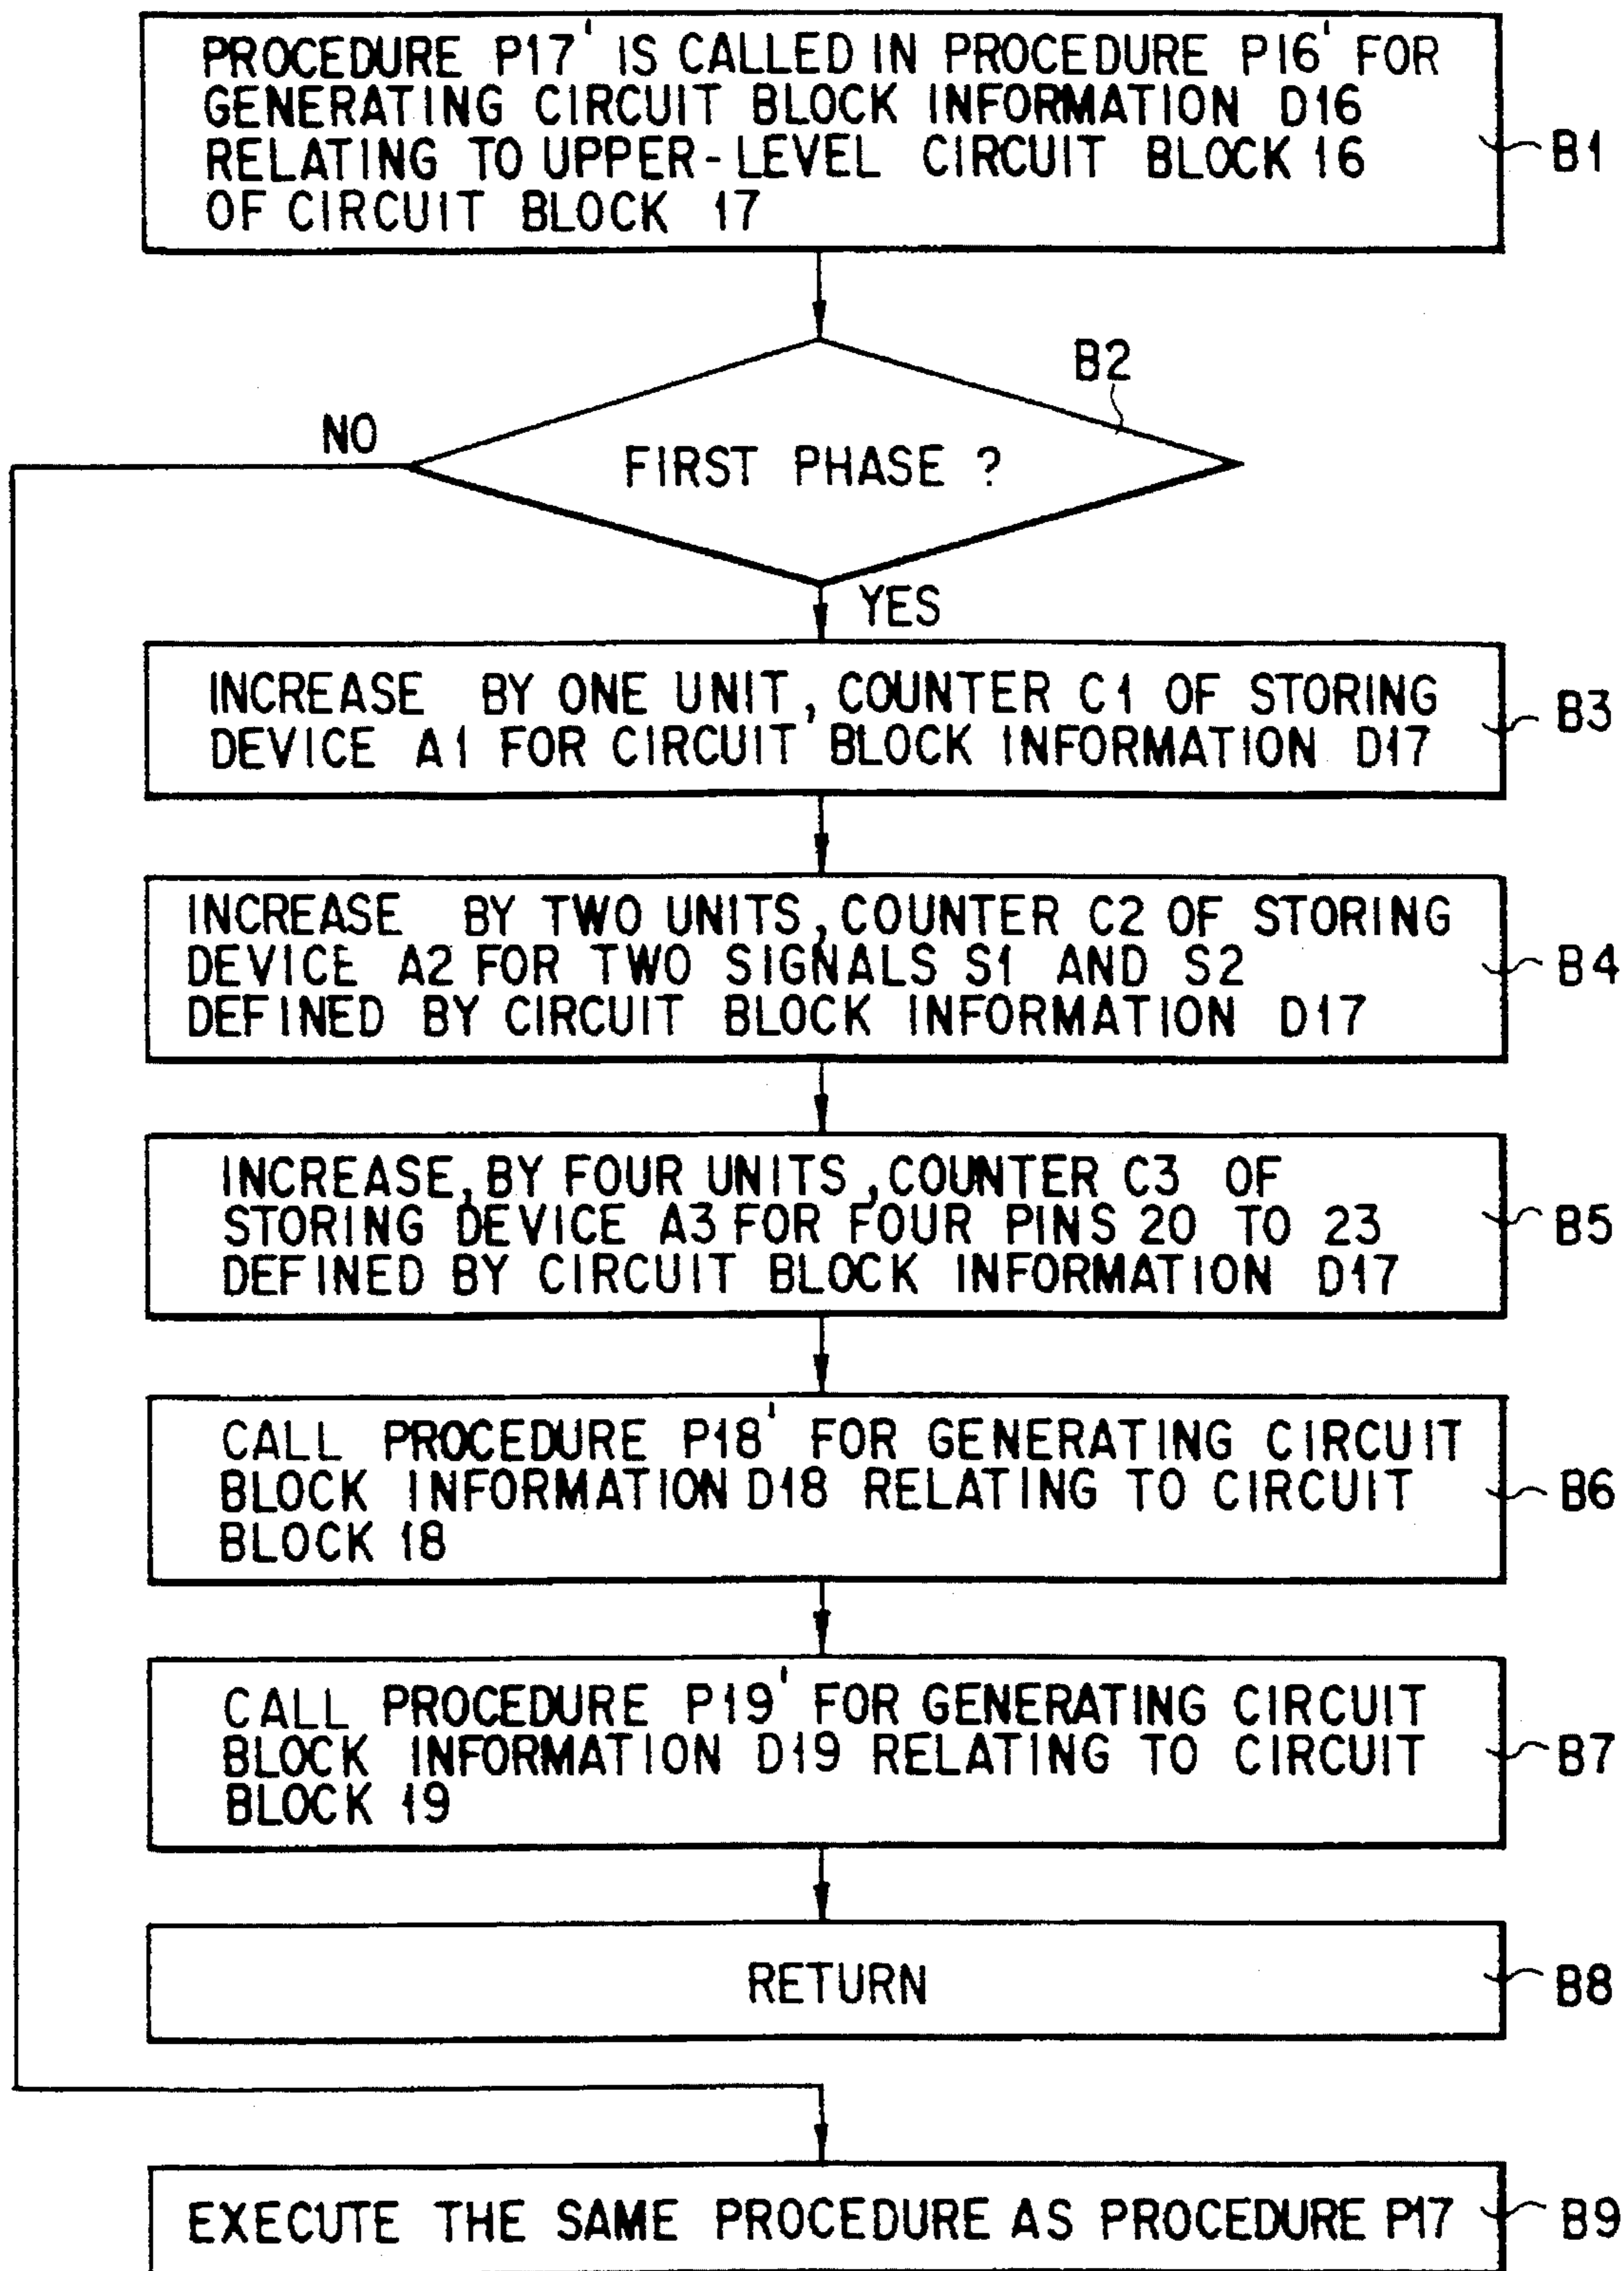 PROCEDURE P17' IS CALLED IN PROCEDURE P16' FOR
GENERATING CIRCUIT BLOCK INFORMATION D16
RELATING TO UPPER-LEVEL CIRCUIT BLOCK 16
OF CIRCUIT BLOCK 17
B1
B2
NO
FIRST PHASE ?
YES
INCREASE BY ONE UNIT, COUNTER C1 OF STORING
DEVICE A1 FOR CIRCUIT BLOCK INFORMATION D17
B3
INCREASE BY TWO UNITS, COUNTER C2 OF STORING
DEVICE A2 FOR TWO SIGNALS S1 AND S2
DEFINED BY CIRCUIT BLOCK INFORMATION D17
B4
INCREASE, BY FOUR UNITS, COUNTER C3 OF
STORING DEVICE A3 FOR FOUR PINS 20 TO 23
DEFINED BY CIRCUIT BLOCK INFORMATION D17
B5
CALL PROCEDURE P18' FOR GENERATING CIRCUIT
BLOCK INFORMATION D18 RELATING TO CIRCUIT
BLOCK 18
B6
CALL PROCEDURE P19' FOR GENERATING CIRCUIT
BLOCK INFORMATION D19 RELATING TO CIRCUIT
BLOCK 19
B7
RETURN
B8
EXECUTE THE SAME PROCEDURE AS PROCEDURE P17
B9